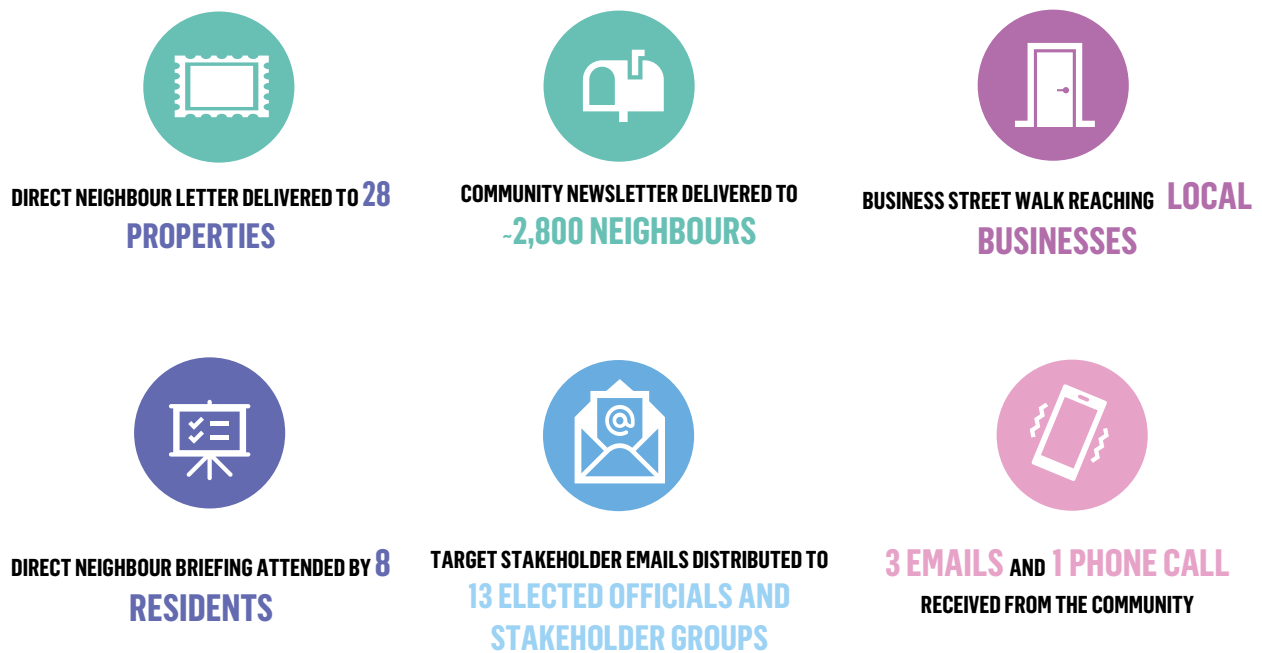 DIRECT NEIGHBOUR LETTER DELIVERED TO 28
PROPERTIES
COMMUNITY NEWSLETTER DELIVERED TO
~2,800 NEIGHBOURS
BUSINESS STREET WALK REACHING LOCAL
BUSINESSES
DIRECT NEIGHBOUR BRIEFING ATTENDED BY 8
RESIDENTS
@
TARGET STAKEHOLDER EMAILS DISTRIBUTED TO
13 ELECTED OFFICIALS AND
STAKEHOLDER GROUPS
3 EMAILS AND 1 PHONE CALL
RECEIVED FROM THE COMMUNITY